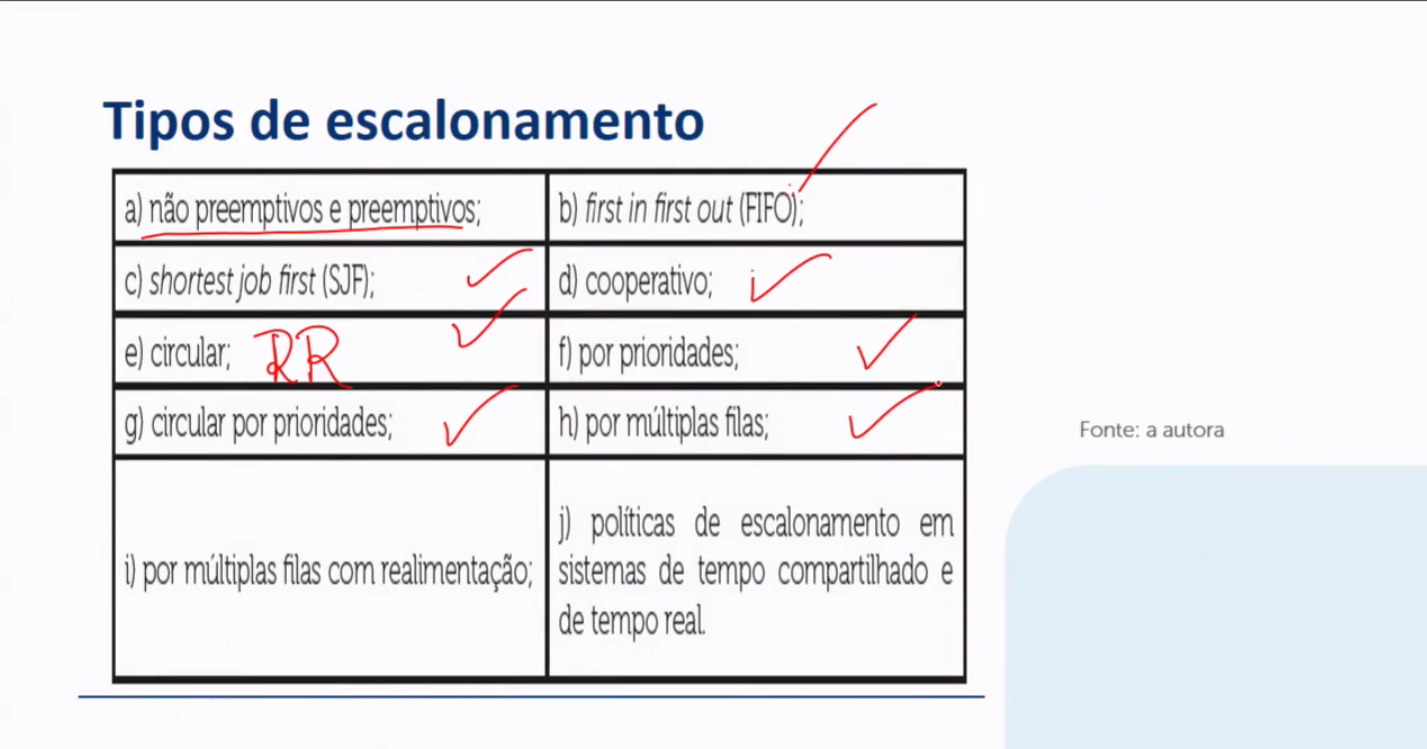 Tipos de escalonamento
a) não preemptivos e preemptivos;
b) first in first out (FIFO);
c) shortest job first (SJF);
d) cooperativo;
e) circular; RR
f) por prioridades;
g) circular por prioridades;
h) por múltiplas filas;
Fonte: a autora
i) por múltiplas filas com realimentação;
j) políticas de escalonamento em
sistemas de tempo compartilhado e
de tempo real.